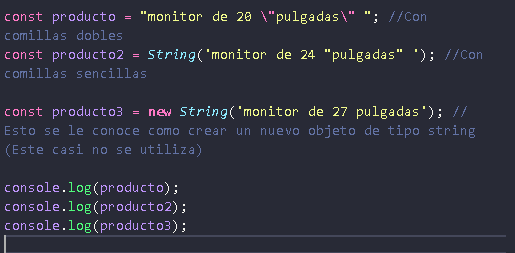 const producto = "monitor de 20 \"pulgadas\" "; //Con
comillas dobles
const producto2 = String('monitor de 24 "pulgadas" '); //Con
comillas sencillas
const producto3 = new String('monitor de 27 pulgadas'); //
Esto se le conoce como crear un nuevo objeto de tipo string
(Este casi no se utiliza)
console.log(producto);
console.log(producto2);
console.log(producto3);